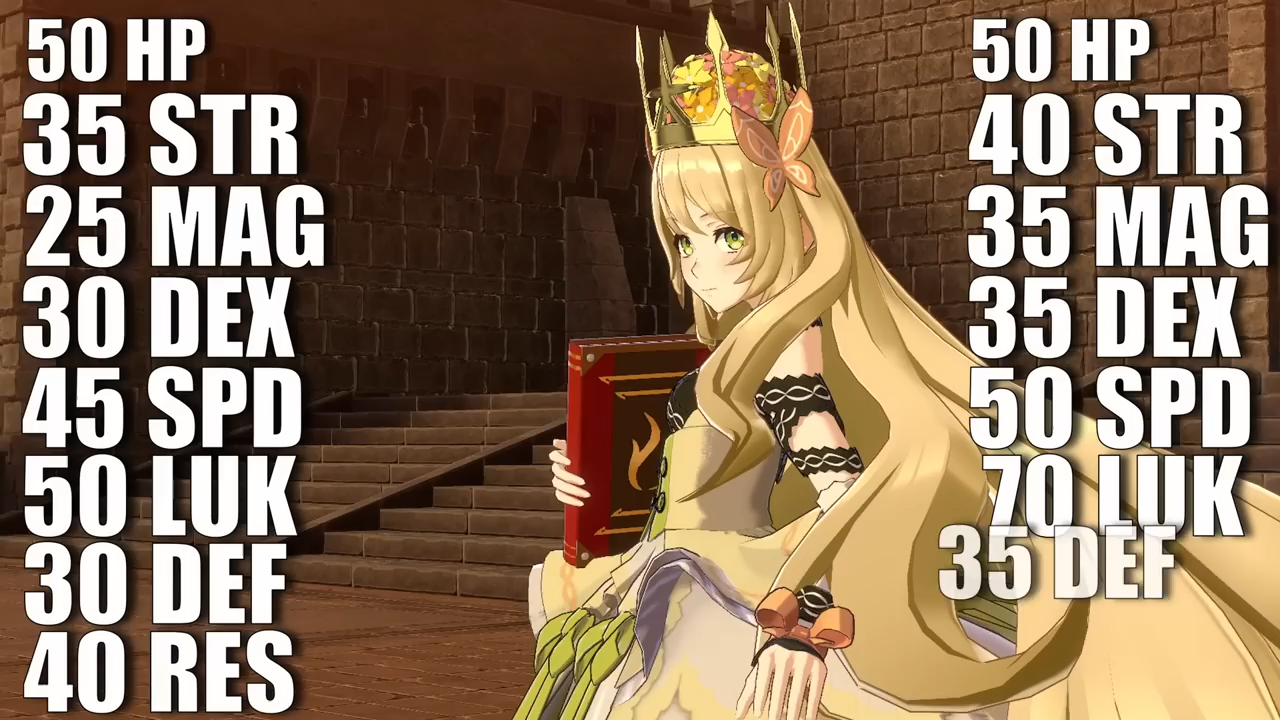 50 HP
35 STR
25 MAG
30 DEX
45 SPD
50 LUK
30 DEF
40 RES
50 HP
40 STR
35 MAG
35 DEX
50 SPD
70 LUK
35 DEF